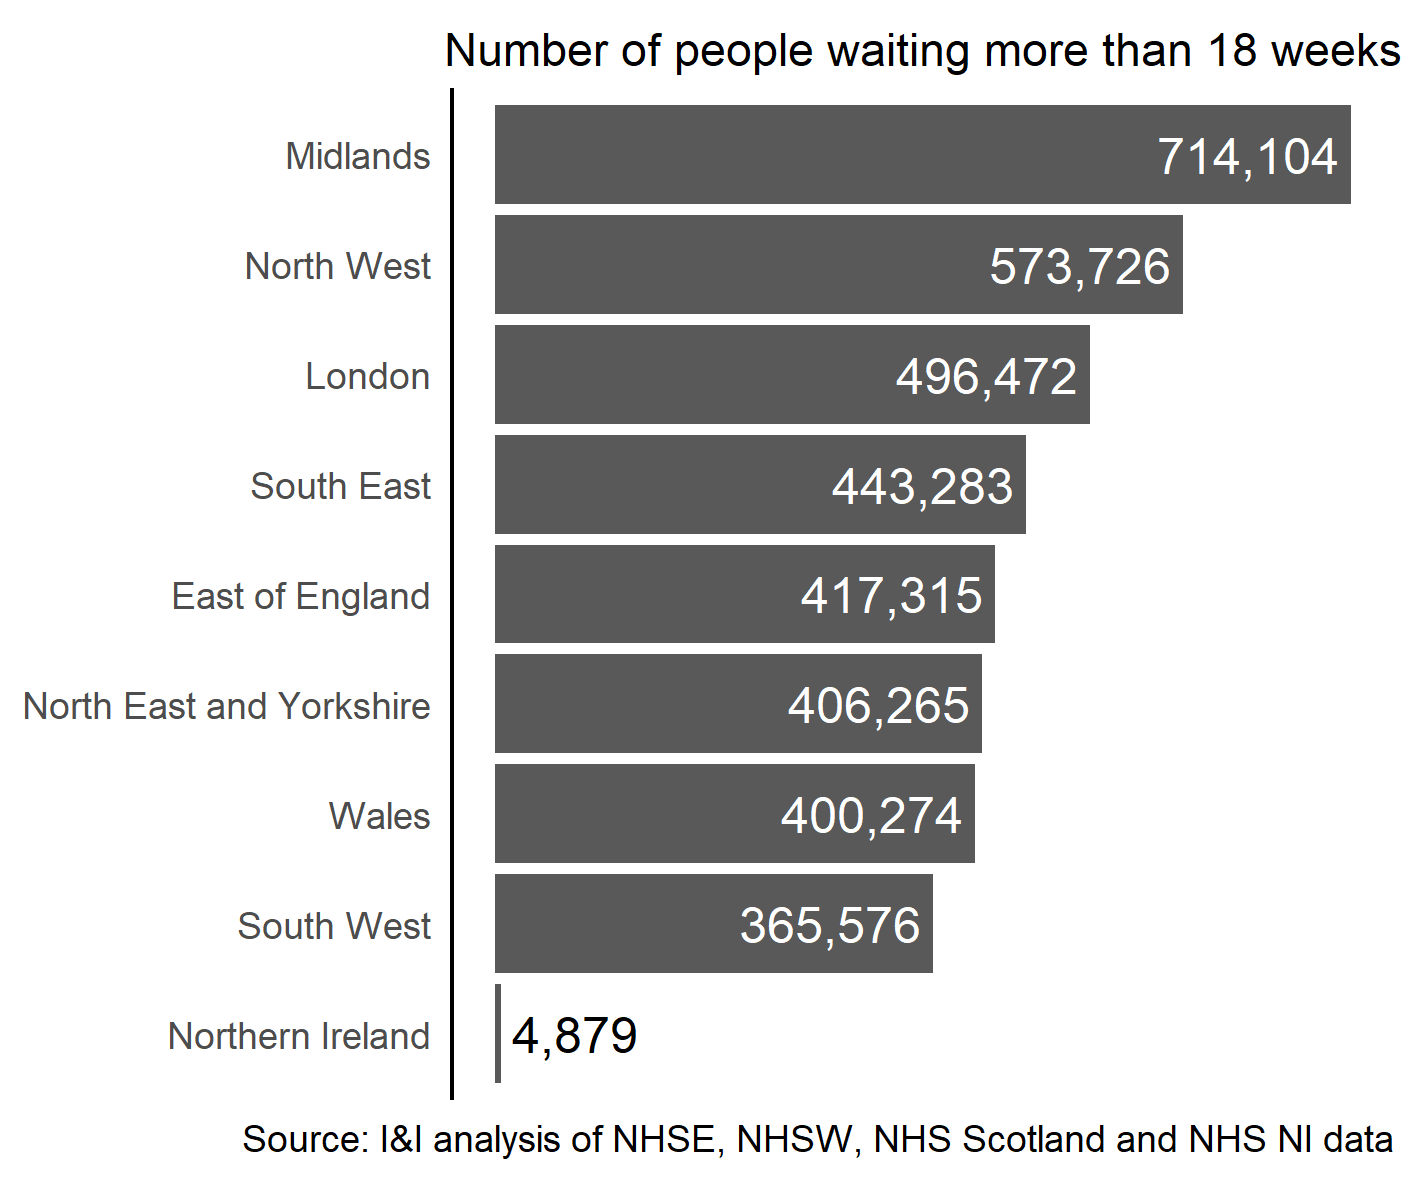 Number of people waiting more than 18 weeks
Midlands 714,104
North West 573,726
London 496,472
South East 443,283
East of England 417,315
North East and Yorkshire 406,265
Wales 400,274
South West 365,576
Northern Ireland 4,879
Source: I&I analysis of NHSE, NHSW, NHS Scotland and NHS NI data